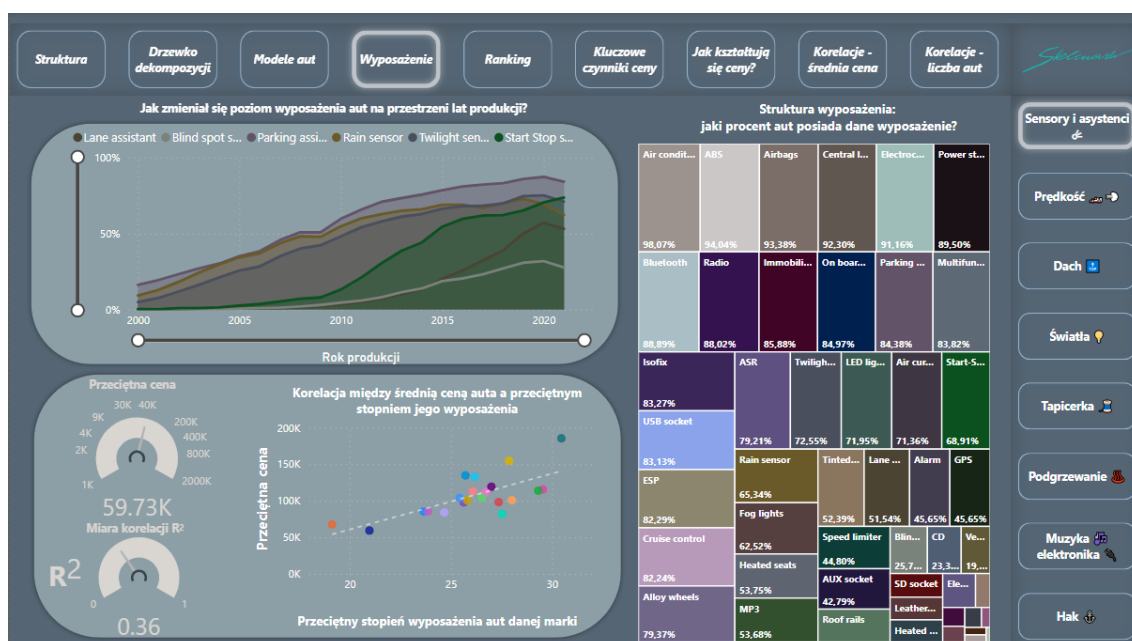 Struktura
Drzewko
dekompozycji
Modele aut
Wyposażenie
Ranking
Kluczowe
czynniki ceny
Jak kształtują
się ceny?
Korelacje -
średnia cena
Korelacje -
liczba aut
Jak zmieniał się poziom wyposażenia aut na przestrzeni lat produkcji?
Lane assistant Blind spot s... Parking assi... Rain sensor Twilight sen... Start Stop s...
100%
50%
0%
2000 2005 2010 2015 2020
Rok produkcji
Przeciętna cena
1K 2K 4K 9K 30K 40K 200K 400K 800K 2000K
59.73K
Miara korelacji R²
R²
0 1
0.36
Korelacja między średnią ceną auta a przeciętnym
stopniem jego wyposażenia
Przeciętna cena
200K
150K
100K
50K
0K
20 25 30
Przeciętny stopień wyposażenia aut danej marki
Struktura wyposażenia:
jaki procent aut posiada dane wyposażenie?
Air condit... ABS Airbags Central l... Electroc... Power st...
98,07% 94,04% 93,38% 92,30% 91,16% 89,50%
Bluetooth Radio Immobili... On boar... Parking ... Multifun...
88,89% 88,02% 85,88% 84,97% 84,38% 83,82%
Isofix
83,27%
USB socket
83,13%
ESP
82,29%
Cruise control
82,24%
Alloy wheels
79,37%
ASR Twiligh... LED lig... Air cur... Start-S...
79,21% 72,55% 71,95% 71,36% 68,91%
Rain sensor
65,34%
Fog lights
62,52%
Heated seats
53,75%
MP3
53,68%
Tinted... Lane ... Alarm GPS
52,39% 51,54% 45,65% 45,65%
Speed limiter
44,80%
AUX socket
42,79%
Roof rails
Blin... CD Ve...
25,7... 23,3... 19,...
SD socket Ele...
Leather...
Heated ...
Sensory i asystenci
Prędkość
Dach
Światła
Tapicerka
Podgrzewanie
Muzyka
elektronika
Hak